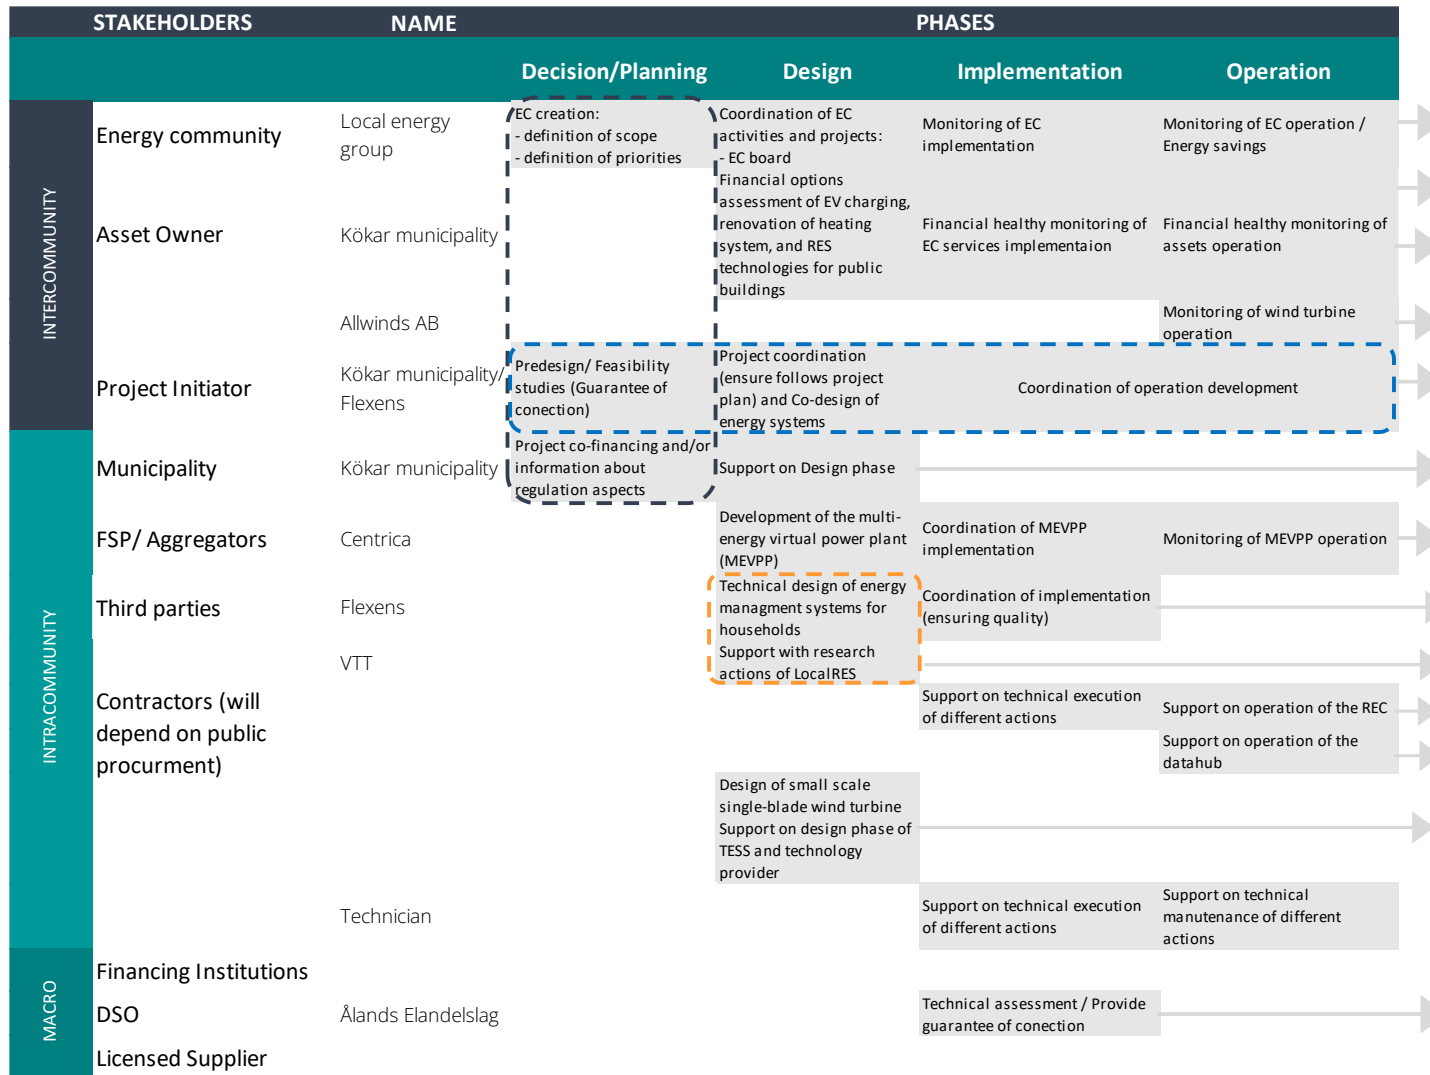 STAKEHOLDERS NAME PHASES
Decision/Planning Design Implementation Operation
INTERCOMMUNITY
Energy community
Local energy
group
EC creation:
- definition of scope
- definition of priorities
Coordination of EC
activities and projects:
- EC board
Monitoring of EC
implementation
Monitoring of EC operation /
Energy savings
Asset Owner
Kökar municipality
Financial options
assessment of EV charging,
renovation of heating
system, and RES
technologies for public
buildings
Financial healthy monitoring of
EC services implementaion
Financial healthy monitoring of
assets operation
Allwinds AB
Monitoring of wind turbine
operation
Project Initiator
Kökar municipality/
Flexens
Predesign/ Feasibility
studies (Guarantee of
conection)
Project coordination
(ensure follows project
plan) and Co-design of
energy systems
Coordination of operation development
INTRACOMMUNITY
Municipality
Kökar municipality
Project co-financing and/or
information about
regulation aspects
Support on Design phase
FSP/ Aggregators
Centrica
Development of the multi-
energy virtual power plant
(MEVPP)
Coordination of MEVPP
implementation
Monitoring of MEVPP operation
Third parties
Flexens
Technical design of energy
managment systems for
households
Coordination of implementation
(ensuring quality)
VTT
Support with research
actions of LocalRES
Contractors (will
depend on public
procurment)
Support on technical execution
of different actions
Support on operation of the REC
Support on operation of the
datahub
Design of small scale
single-blade wind turbine
Support on design phase of
TESS and technology
provider
Technician
Support on technical execution
of different actions
Support on technical
manutenance of different
actions
MACRO
Financing Institutions
DSO
Ålands Elandelslag
Technical assessment / Provide
guarantee of conection
Licensed Supplier